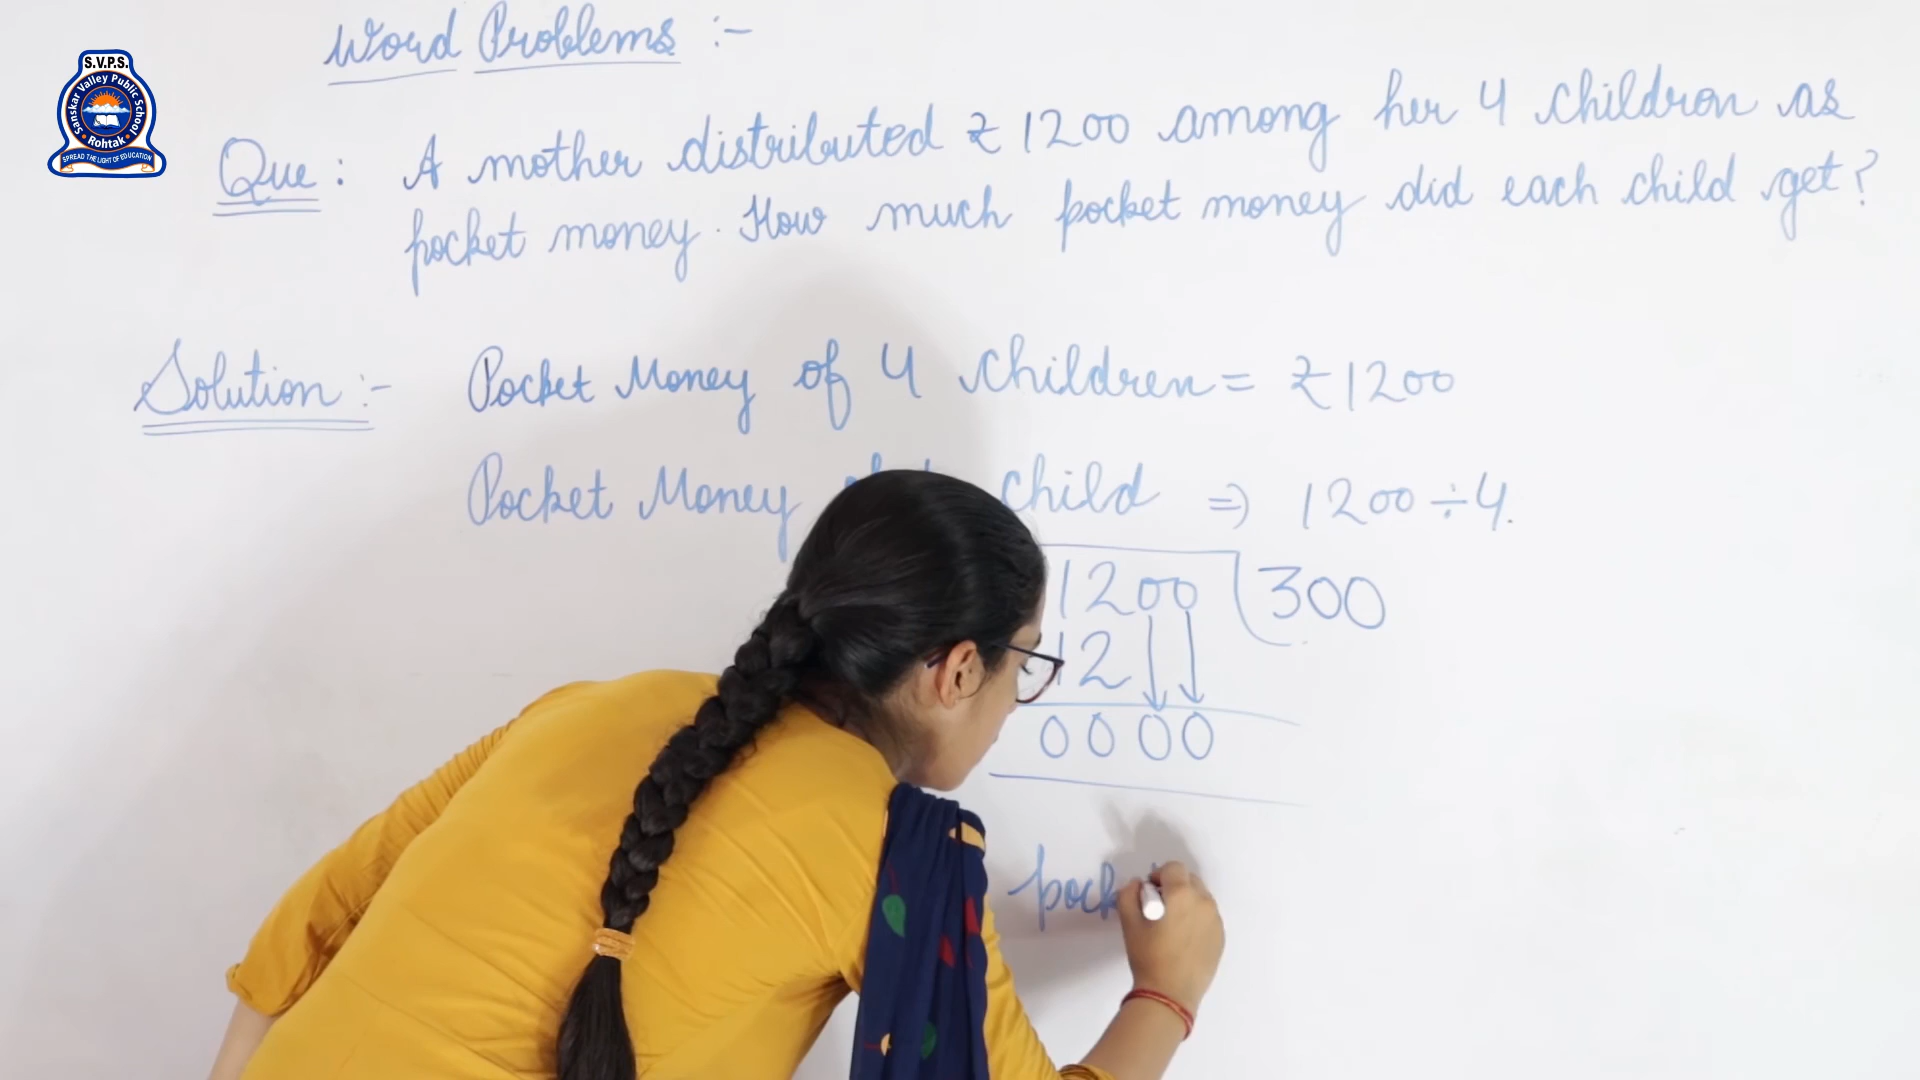 S.V.P.S.
Sanskar Valley Public School
Rohtak
SPREAD THE LIGHT OF EDUCATION
Word Problems :-
Que : A mother distributed ₹ 1200 among her 4 children as
pocket money. How much pocket money did each child get?
Solution :- Pocket Money of 4 children = ₹ 1200
Pocket Money child ⇒ 1200 ÷ 4.
1200 300
12
0000
pock